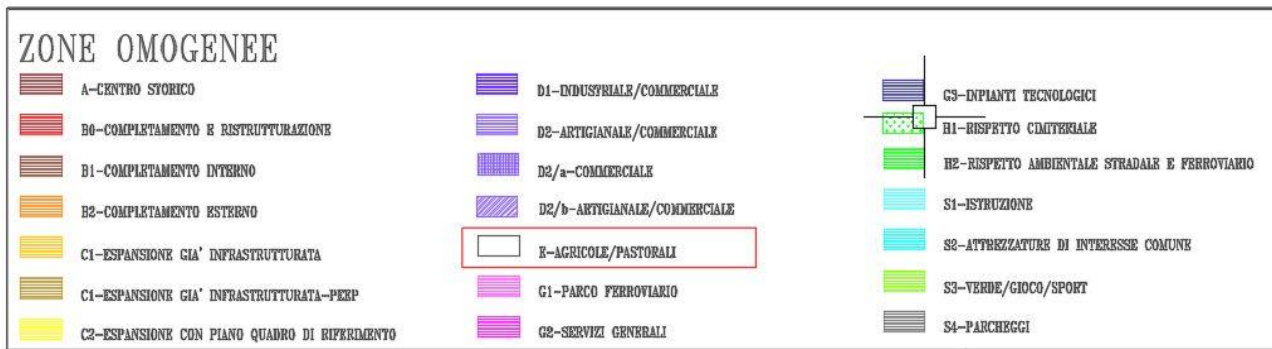 ZONE OMOGENEE
A-CENTRO STORICO
B0-COMPLETAMENTO E RISTRUTTURAZIONE
B1-COMPLETAMENTO INTERNO
B2-COMPLETAMENTO ESTERNO
C1-ESPANSIONE GIA' INFRASTRUTTURATA
C1-ESPANSIONE GIA' INFRASTRUTTURATA-PEEP
C2-ESPANSIONE CON PIANO QUADRO DI RIFERIMENTO
D1-INDUSTRIALE/COMMERCIALE
D2-ARTIGIANALE/COMMERCIALE
D2/a-COMMERCIALE
D2/b-ARTIGIANALE/COMMERCIALE
E-AGRICOLE/PASTORALI
G1-PARCO FERROVIARIO
G2-SERVIZI GENERALI
G3-INPIANTI TECNOLOGICI
H1-RISPETTO CIMITERIALE
H2-RISPETTO AMBIENTALE STRADALE E FERROVIARIO
S1-ISTRUZIONE
S2-ATTREZZATURE DI INTERESSE COMUNE
S3-VERDE/GIOCO/SPORT
S4-PARCHEGGI